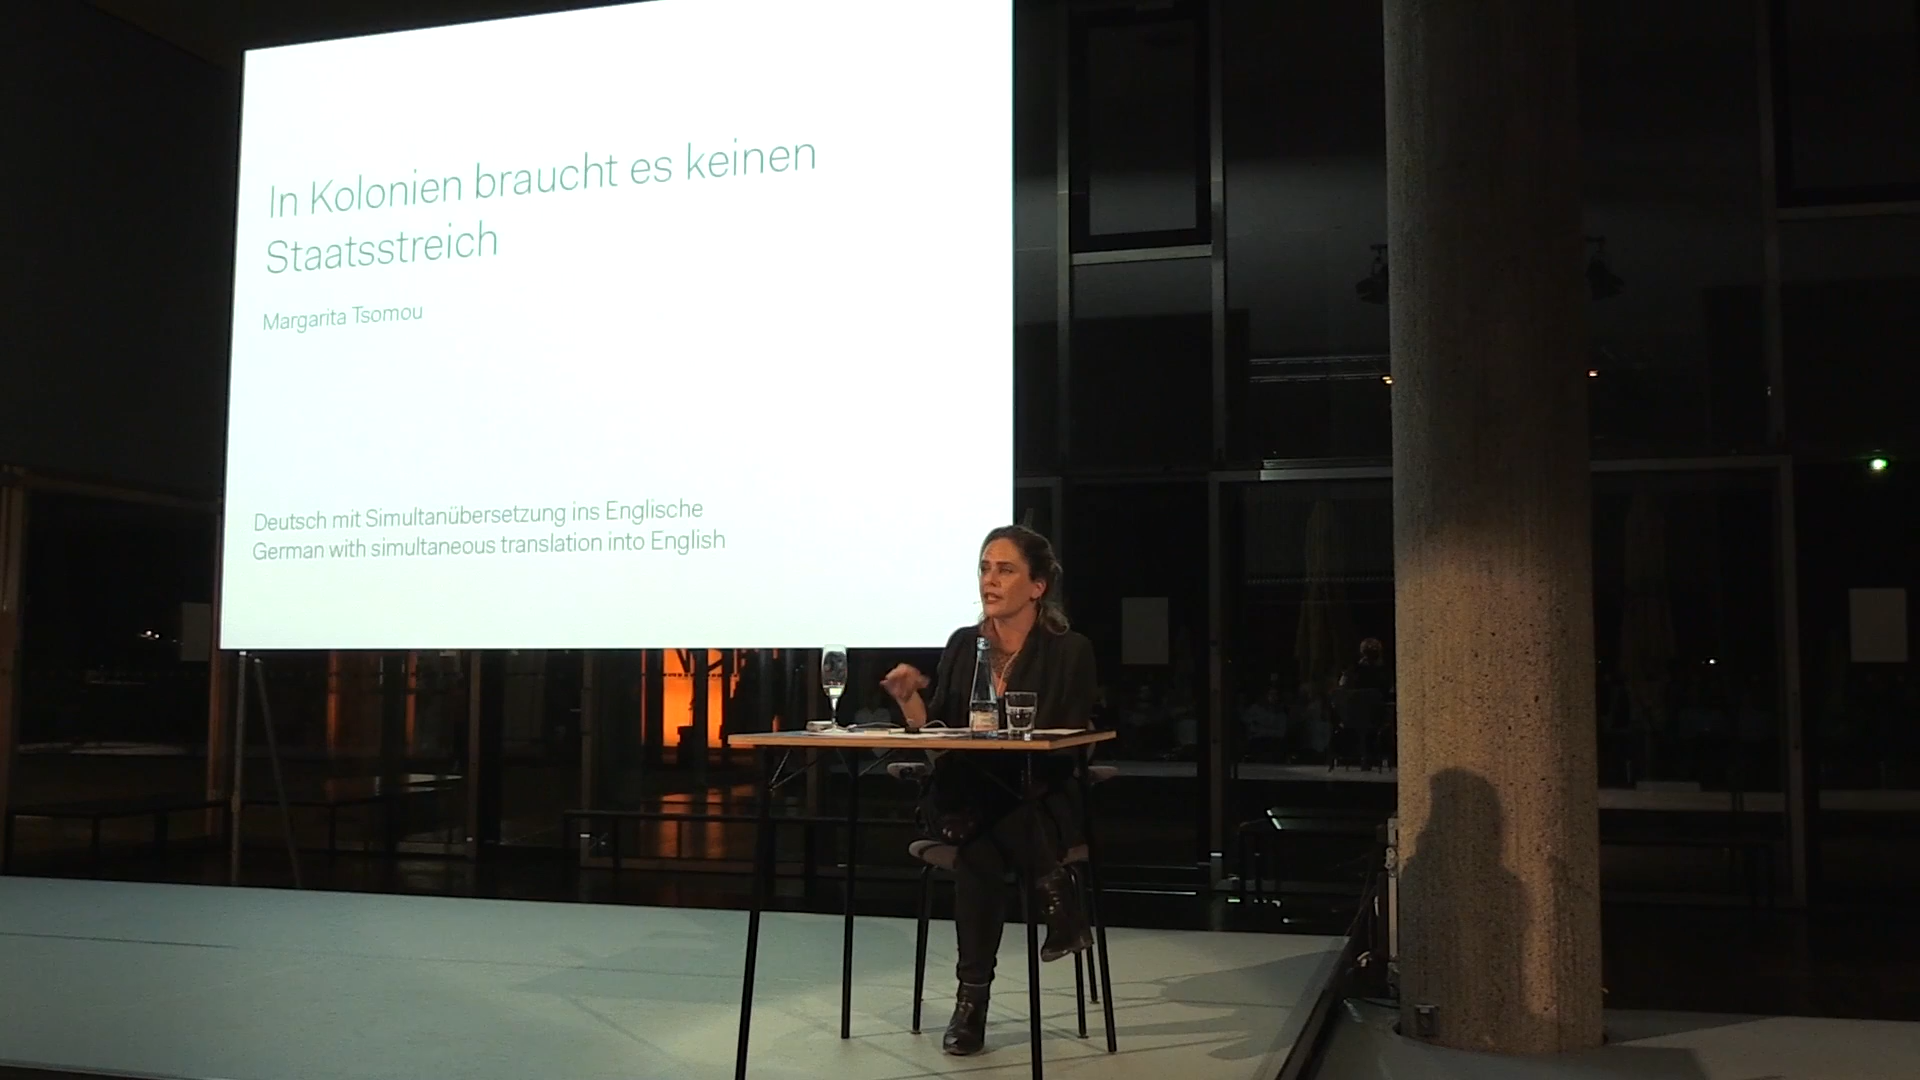 In Kolonien braucht es keinen
Staatsstreich
Margarita Tsomou
Deutsch mit Simultanübersetzung ins Englische
German with simultaneous translation into English